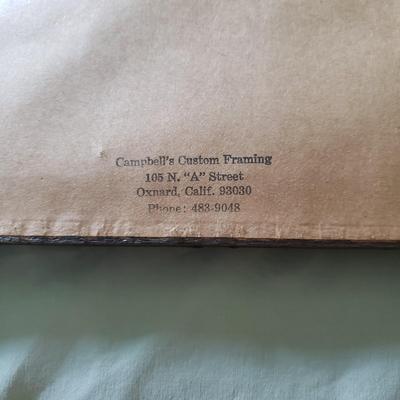 Campbell's Custom Framing
105 N. "A" Street
Oxnard, Calif. 93030
Phone: 483-9048